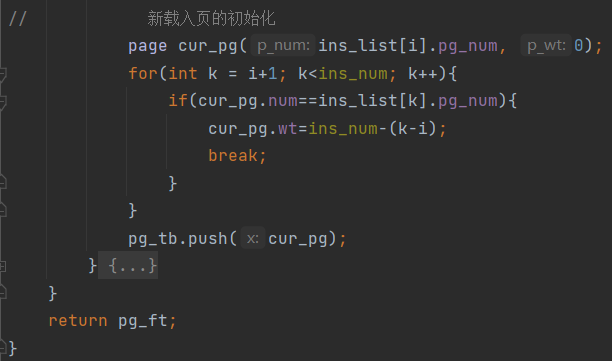 //            新载入页的初始化
            page cur_pg( p_num: ins_list[i].pg_num, p_wt: 0);
            for(int k = i+1; k<ins_num; k++){
                if(cur_pg.num==ins_list[k].pg_num){
                    cur_pg.wt=ins_num-(k-i);
                    break;
                }
            }
            pg_tb.push( x: cur_pg);
        } {...}
    }
    return pg_ft;
}